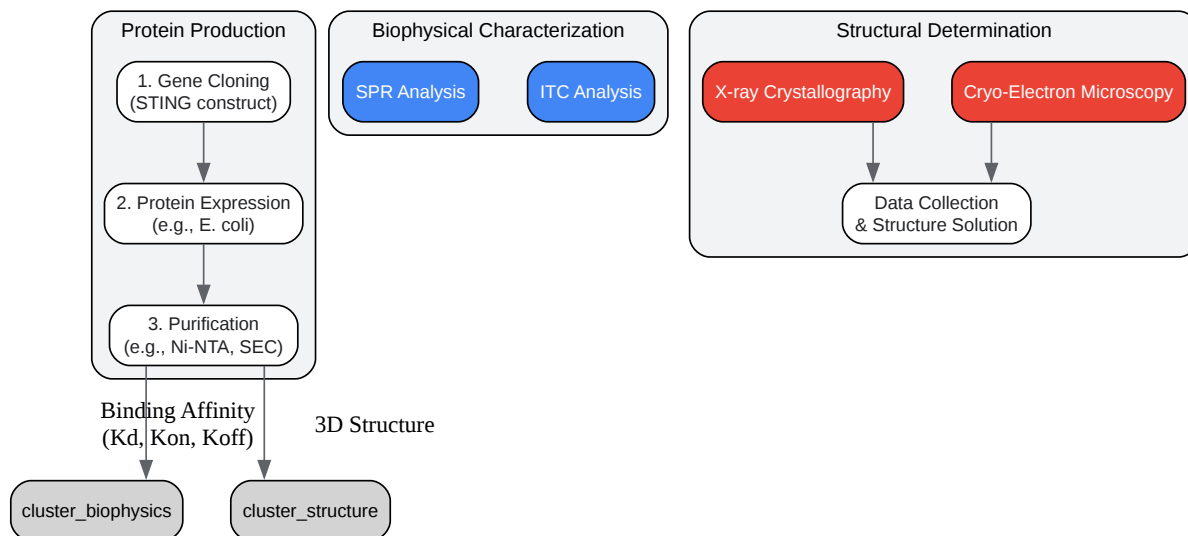 Protein Production
1. Gene Cloning
(STING construct)
2. Protein Expression
(e.g., E. coli)
3. Purification
(e.g., Ni-NTA, SEC)
Biophysical Characterization
SPR Analysis
ITC Analysis
Structural Determination
X-ray Crystallography
Cryo-Electron Microscopy
Data Collection
& Structure Solution
Binding Affinity
(Kd, Kon, Koff)
3D Structure
cluster_biophysics
cluster_structure